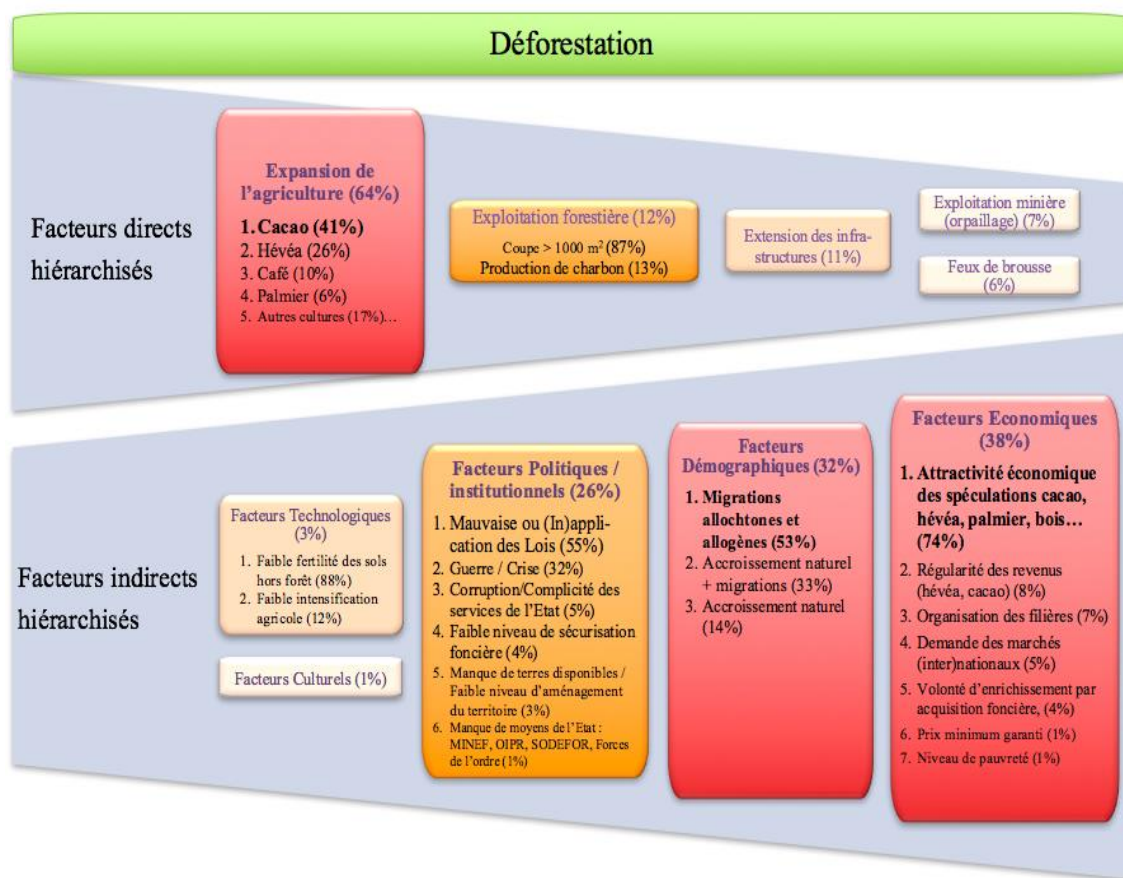 Déforestation
Facteurs directs
hiérarchisés
Expansion de
l'agriculture (64%)
1. Cacao (41%)
2. Hévéa (26%)
3. Café (10%)
4. Palmier (6%)
5. Autres cultures (17%)...
Exploitation forestière (12%)
Coupe > 1000 m² (87%)
Production de charbon (13%)
Extension des infra-
structures (11%)
Exploitation minière
(orpaillage) (7%)
Feux de brousse
(6%)
Facteurs indirects
hiérarchisés
Facteurs Technologiques
(3%)
1. Faible fertilité des sols
hors forêt (88%)
2. Faible intensification
agricole (12%)
Facteurs Culturels (1%)
Facteurs Politiques /
institutionnels (26%)
1. Mauvaise ou (In)appli-
cation des Lois (55%)
2. Guerre / Crise (32%)
3. Corruption/Complicité des
services de l'Etat (5%)
4. Faible niveau de sécurisation
foncière (4%)
5. Manque de terres disponibles /
Faible niveau d'aménagement
du territoire (3%)
6. Manque de moyens de l'Etat :
MINEF, OIPR, SODEFOR, Forces
de l'ordre (1%)
Facteurs
Démographiques (32%)
1. Migrations
allochtones et
allogènes (53%)
2. Accroissement naturel
+ migrations (33%)
3. Accroissement naturel
(14%)
Facteurs Economiques
(38%)
1. Attractivité économique
des spéculations cacao,
hévéa, palmier, bois...
(74%)
2. Régularité des revenus
(hévéa, cacao) (8%)
3. Organisation des filières (7%)
4. Demande des marchés
(inter)nationaux (5%)
5. Volonté d'enrichissement par
acquisition foncière, (4%)
6. Prix minimum garanti (1%)
7. Niveau de pauvreté (1%)